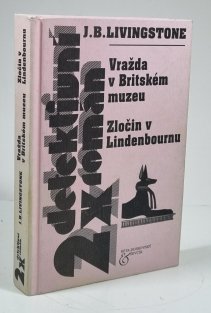 J.B.LIVINGSTONE
Vražda
v Britském
muzeu
Zločin v
Lindenbournu
2x detektivní
román
Vražda
v Britském muzeu
Zločin v
Lindenbournu
J.B.LIVINGSTONE